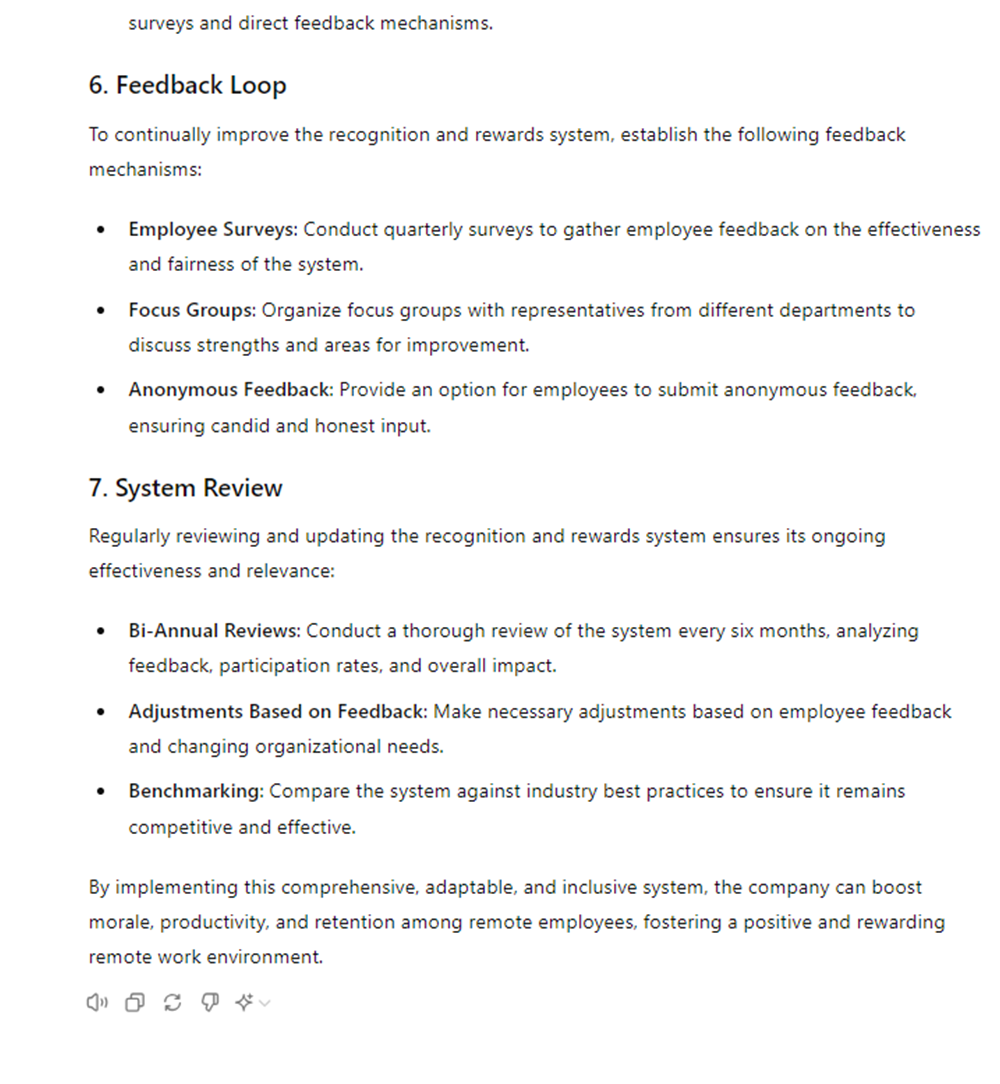 surveys and direct feedback mechanisms.
6. Feedback Loop
To continually improve the recognition and rewards system, establish the following feedback
mechanisms:
• Employee Surveys: Conduct quarterly surveys to gather employee feedback on the effectiveness
and fairness of the system.
• Focus Groups: Organize focus groups with representatives from different departments to
discuss strengths and areas for improvement.
• Anonymous Feedback: Provide an option for employees to submit anonymous feedback,
ensuring candid and honest input.
7. System Review
Regularly reviewing and updating the recognition and rewards system ensures its ongoing
effectiveness and relevance:
• Bi-Annual Reviews: Conduct a thorough review of the system every six months, analyzing
feedback, participation rates, and overall impact.
• Adjustments Based on Feedback: Make necessary adjustments based on employee feedback
and changing organizational needs.
• Benchmarking: Compare the system against industry best practices to ensure it remains
competitive and effective.
By implementing this comprehensive, adaptable, and inclusive system, the company can boost
morale, productivity, and retention among remote employees, fostering a positive and rewarding
remote work environment.